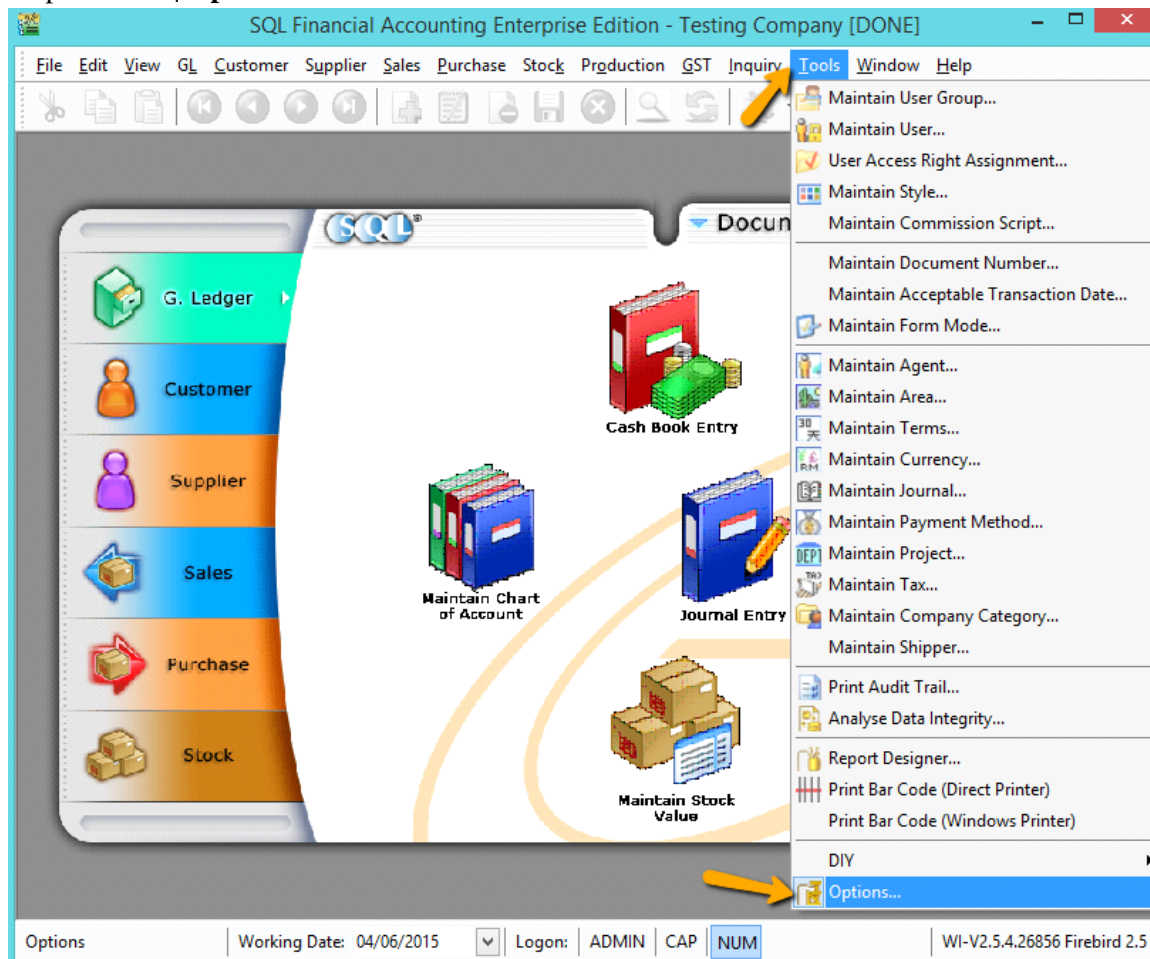 SQL Financial Accounting Enterprise Edition - Testing Company [DONE]
File Edit View GL Customer Supplier Sales Purchase Stock Production GST Inquiry Tools Window Help
Maintain User Group...
Maintain User...
User Access Right Assignment...
Maintain Style...
Maintain Commission Script...
Maintain Document Number...
Maintain Acceptable Transaction Date...
Maintain Form Mode...
Maintain Agent...
Maintain Area...
Maintain Terms...
Maintain Currency...
Maintain Journal...
Maintain Payment Method...
Maintain Project...
Maintain Tax...
Maintain Company Category...
Maintain Shipper...
Print Audit Trail...
Analyse Data Integrity...
Report Designer...
Print Bar Code (Direct Printer)
Print Bar Code (Windows Printer)
DIY
Options...
SQL®
Docum
G. Ledger
Customer
Supplier
Sales
Purchase
Stock
Cash Book Entry
Maintain Chart
of Account
Journal Entry
Maintain Stock
Value
Options Working Date: 04/06/2015 Logon: ADMIN CAP NUM WI-V2.5.4.26856 Firebird 2.5